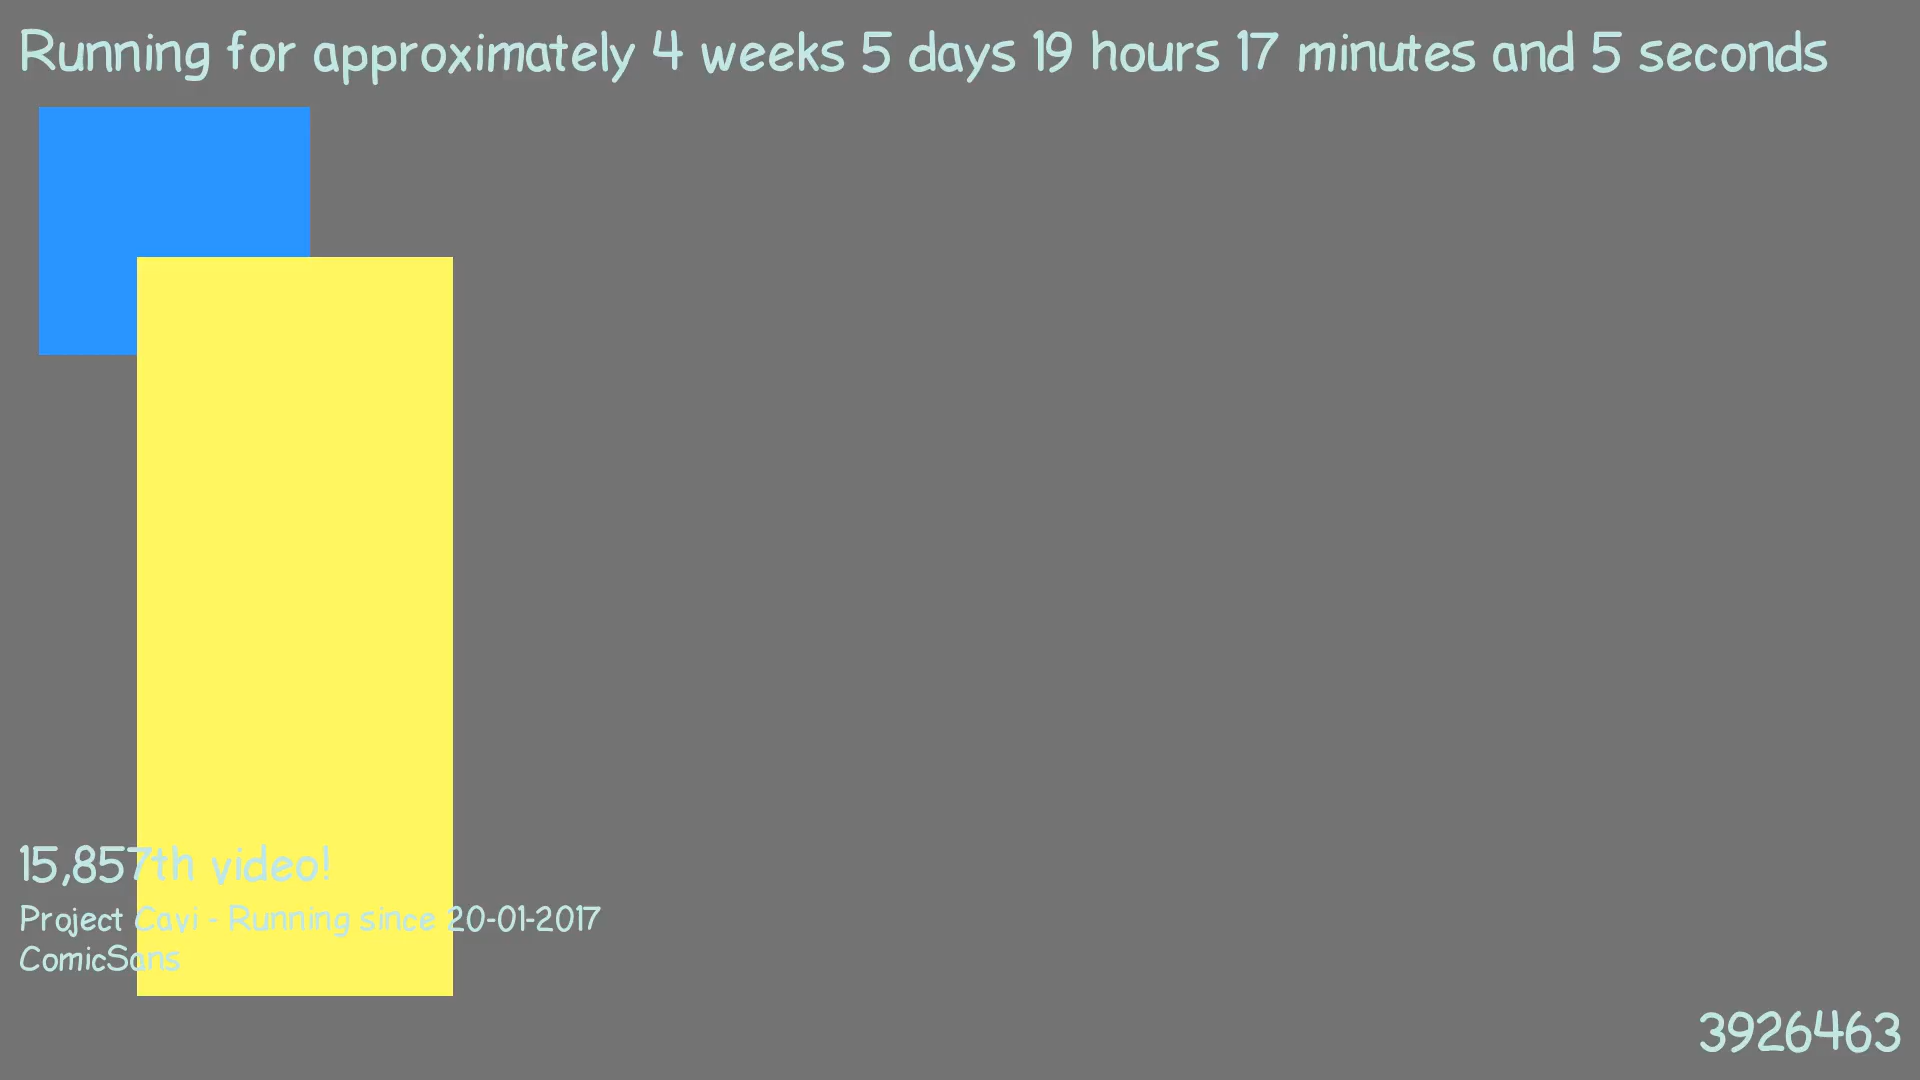 Running for approximately 4 weeks 5 days 19 hours 17 minutes and 5 seconds
15,857th video!
Project Cavi - Running since 20-01-2017
ComicSans
3926463